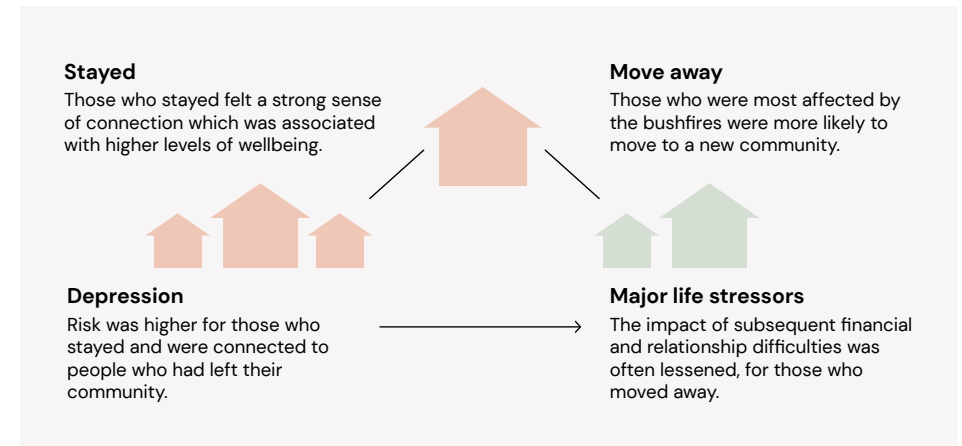 Stayed
Those who stayed felt a strong sense
of connection which was associated
with higher levels of wellbeing.
Move away
Those who were most affected by
the bushfires were more likely to
move to a new community.
Depression
Risk was higher for those who
stayed and were connected to
people who had left their
community.
Major life stressors
The impact of subsequent financial
and relationship difficulties was
often lessened, for those who
moved away.